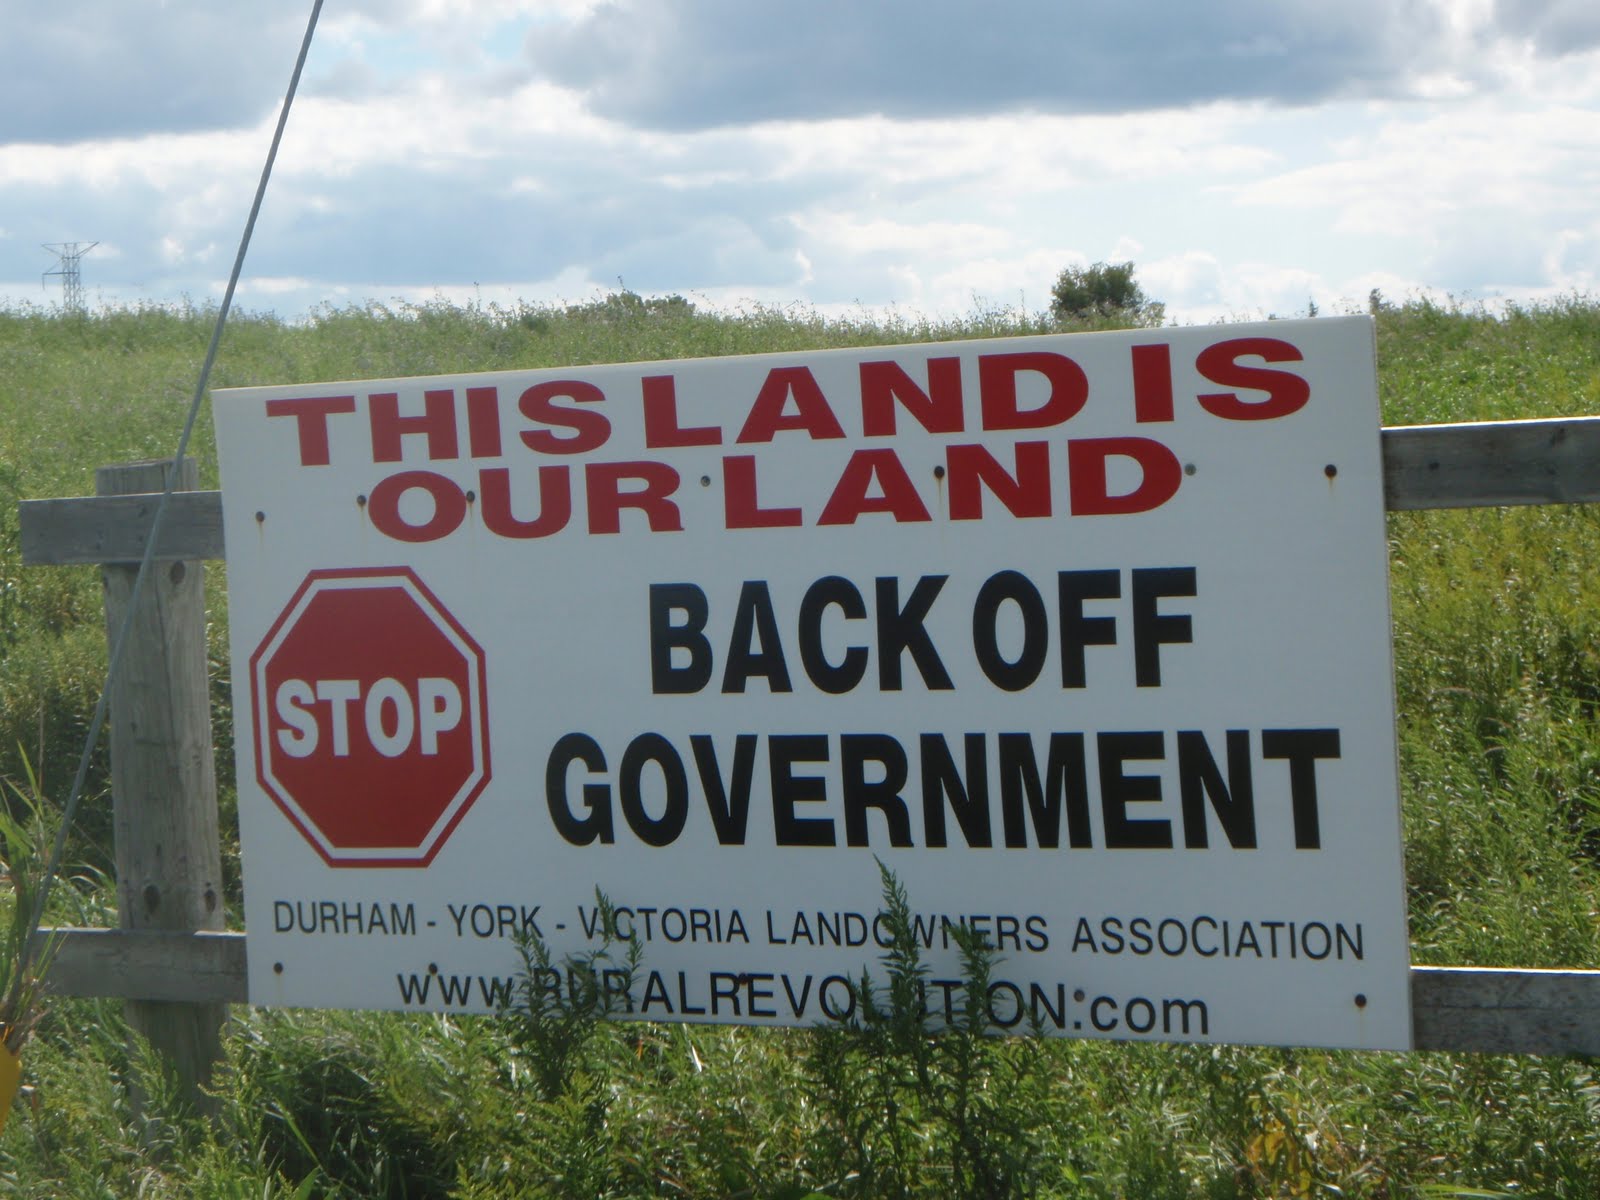 THIS LAND IS
OUR LAND
STOP
BACK OFF
GOVERNMENT
DURHAM - YORK - VICTORIA LANDOWNERS ASSOCIATION
www.RURALREVOLUTION.com